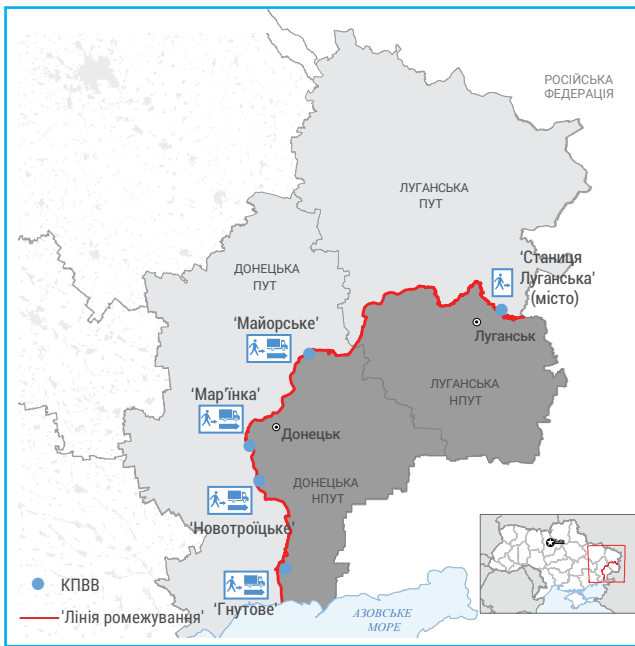 РОСІЙСЬКА
ФЕДЕРАЦІЯ
ЛУГАНСЬКА
ПУТ
ДОНЕЦЬКА
ПУТ
'Станиця
Луганська'
(місто)
'Майорське'
Луганськ
ЛУГАНСЬКА
НПУТ
'Мар'їнка'
Донецьк
ДОНЕЦЬКА
НПУТ
'Новотроїцьке'
КПВВ
'Лінія ромежування'
'Гнутове'
АЗОВСЬКЕ
МОРЕ